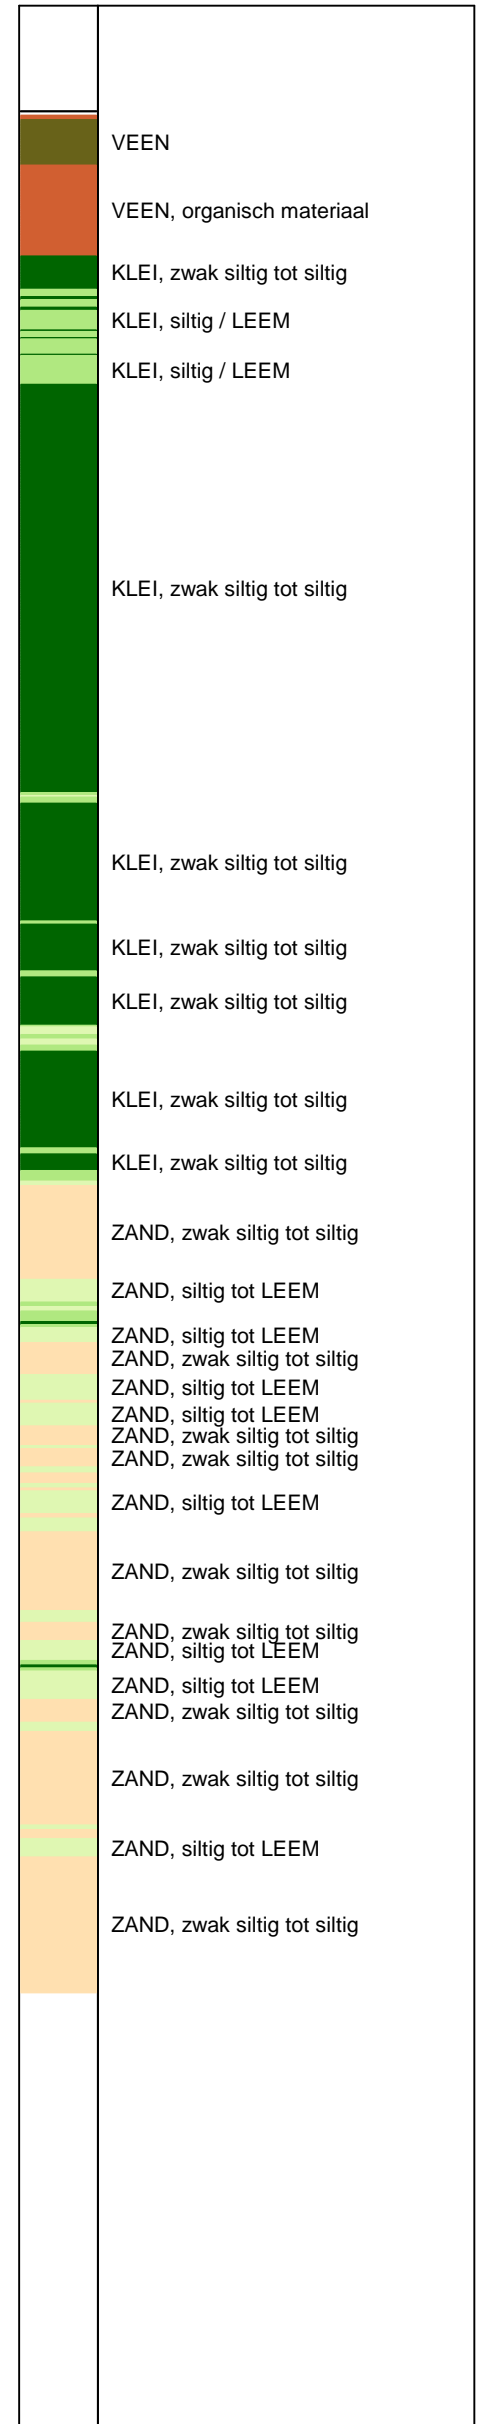 VEEN
VEEN, organisch materiaal
KLEI, zwak siltig tot siltig
KLEI, siltig / LEEM
KLEI, siltig / LEEM
KLEI, zwak siltig tot siltig
KLEI, zwak siltig tot siltig
KLEI, zwak siltig tot siltig
KLEI, zwak siltig tot siltig
KLEI, zwak siltig tot siltig
KLEI, zwak siltig tot siltig
ZAND, zwak siltig tot siltig
ZAND, siltig tot LEEM
ZAND, siltig tot LEEM
ZAND, zwak siltig tot siltig
ZAND, siltig tot LEEM
ZAND, siltig tot LEEM
ZAND, zwak siltig tot siltig
ZAND, zwak siltig tot siltig
ZAND, siltig tot LEEM
ZAND, zwak siltig tot siltig
ZAND, zwak siltig tot siltig
ZAND, siltig tot LEEM
ZAND, siltig tot LEEM
ZAND, zwak siltig tot siltig
ZAND, zwak siltig tot siltig
ZAND, siltig tot LEEM
ZAND, zwak siltig tot siltig